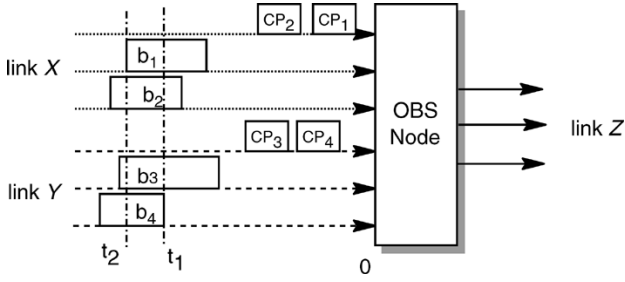 CP₂ CP₁
link X
b₁
b₂
OBS
Node
link Z
CP₃ CP₄
link Y
b₃
b₄
t₂ t₁
0